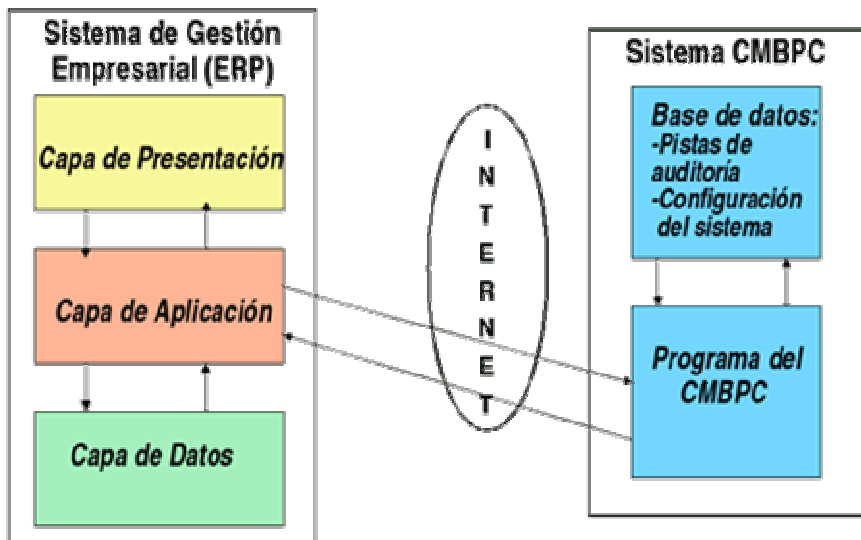 Sistema de Gestión
Empresarial (ERP)
Capa de Presentación
Capa de Aplicación
Capa de Datos
INTERNET
Sistema CMBPC
Base de datos:
-Pistas de
auditoría
-Configuración
del sistema
Programa del
CMBPC